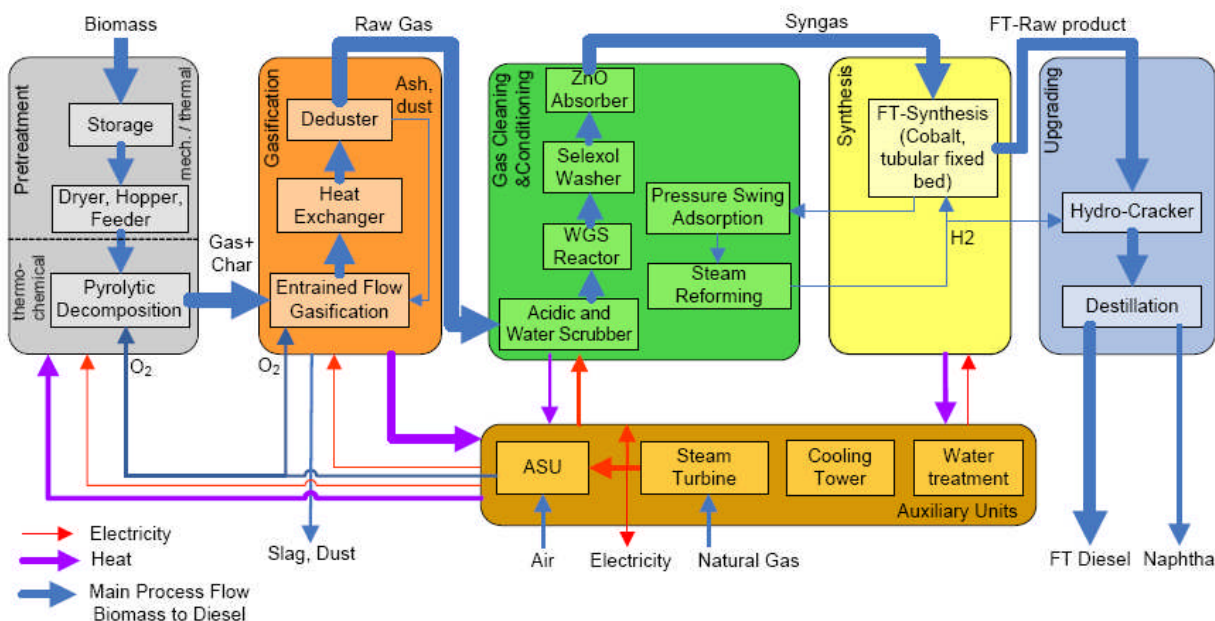 Biomass
Raw Gas
Syngas
FT-Raw product
Pretreatment
mech. / thermal
thermo-
chemical
Storage
Dryer, Hopper,
Feeder
Pyrolytic
Decomposition
Gas+
Char
Gasification
Ash,
dust
Deduster
Heat
Exchanger
Entrained Flow
Gasification
Gas Cleaning
&Conditioning
ZnO
Absorber
Selexol
Washer
WGS
Reactor
Acidic and
Water Scrubber
Pressure Swing
Adsorption
Steam
Reforming
Synthesis
FT-Synthesis
(Cobalt,
tubular fixed
bed)
H2
Upgrading
Hydro-Cracker
Destillation
O2
O2
ASU
Steam
Turbine
Cooling
Tower
Water
treatment
Auxiliary Units
Electricity
Heat
Main Process Flow
Biomass to Diesel
Slag, Dust
Air
Electricity
Natural Gas
FT Diesel
Naphtha